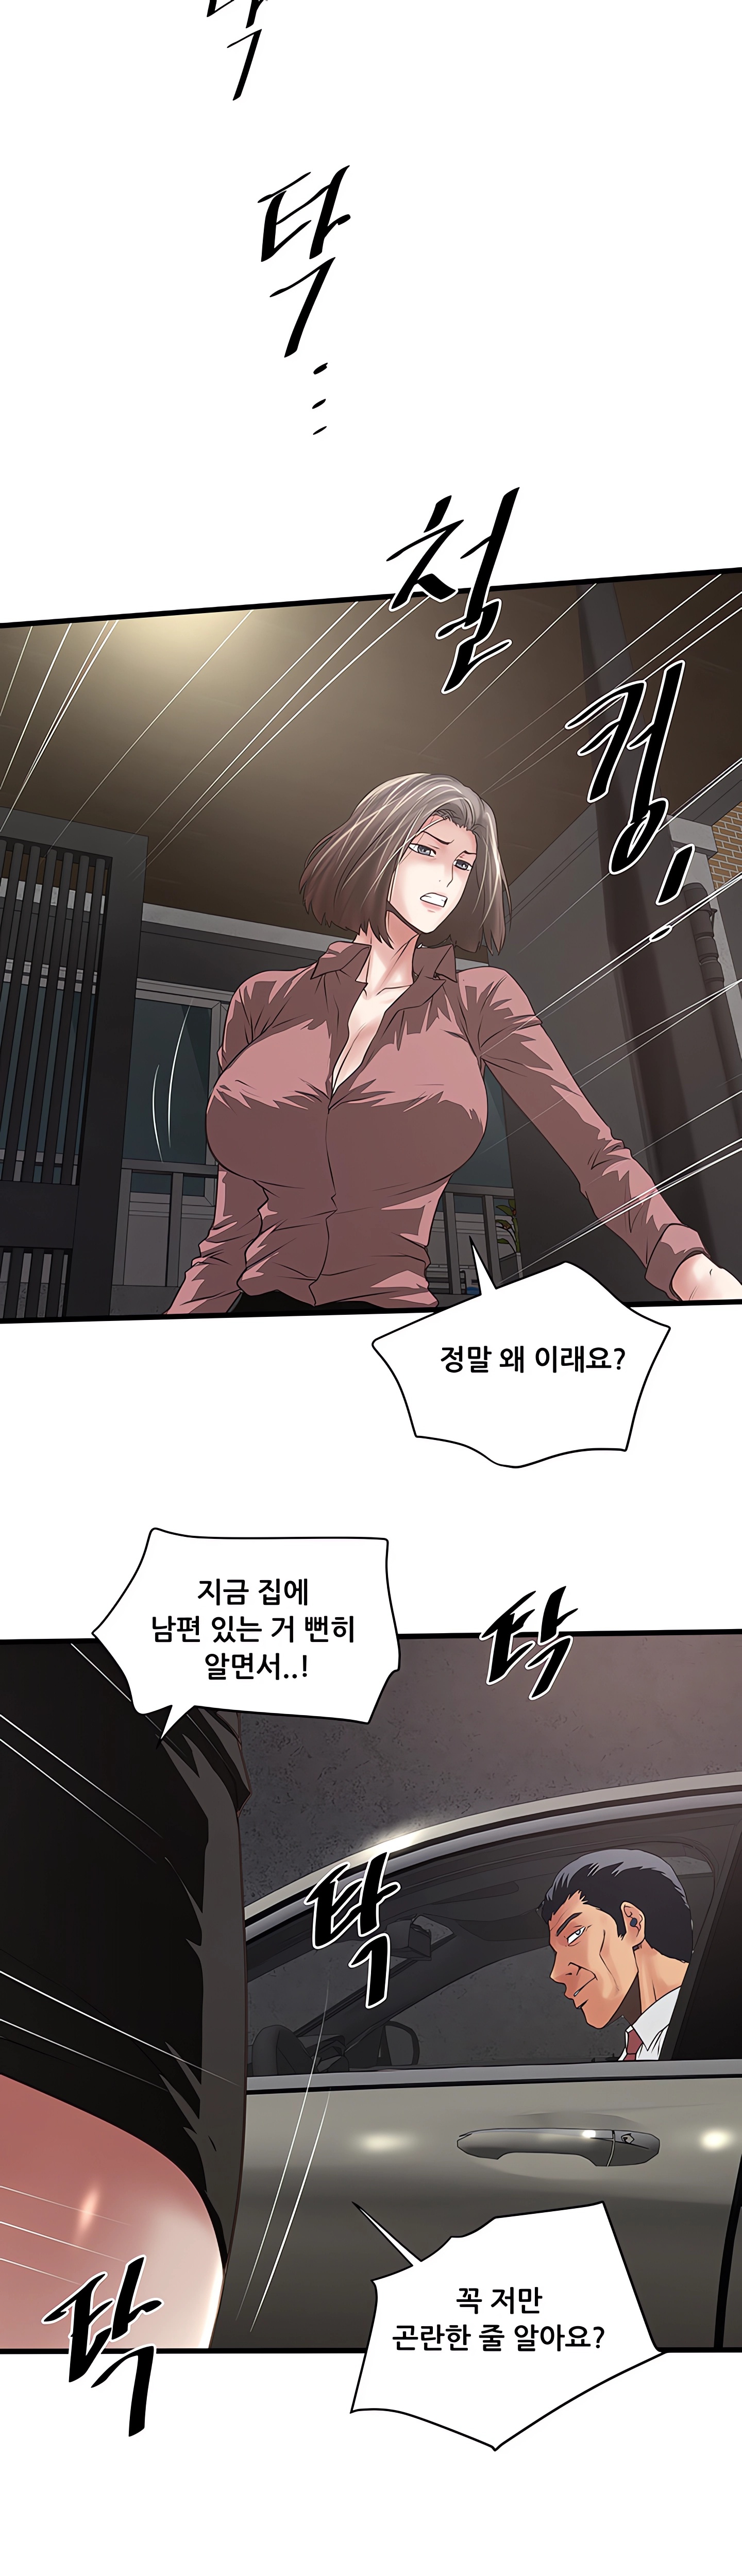 탁
탁...
철
컹..
정말 왜 이래요?
지금 집에
남편 있는 거 뻔히
알면서..!
탁
탁
탁
꼭 저만
곤란한 줄 알아요?